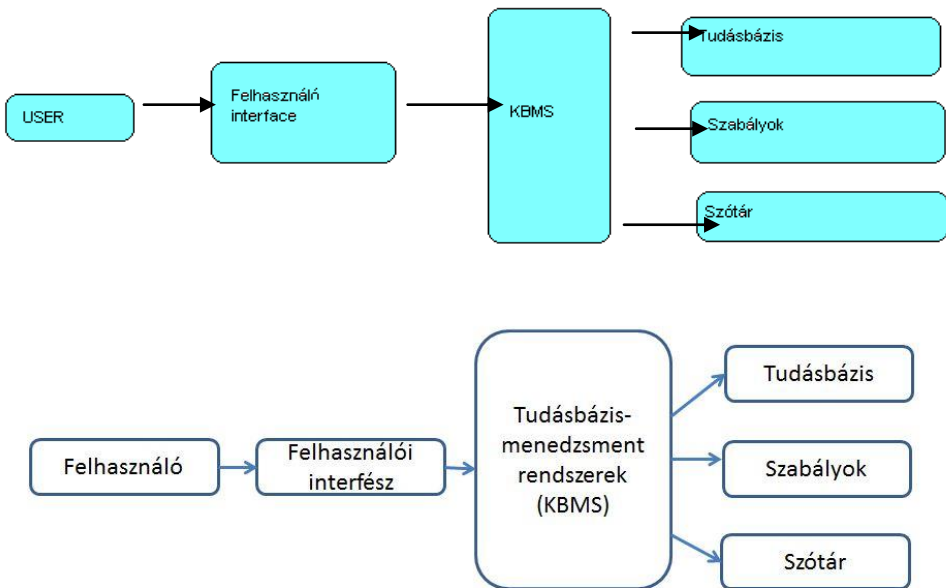 USER
Felhasználó
interface
KBMS
Tudásbázis
Szabályok
Szótár
Felhasználó
Felhasználói
interfész
Tudásbázis-
menedzsment
rendszerek
(KBMS)
Tudásbázis
Szabályok
Szótár